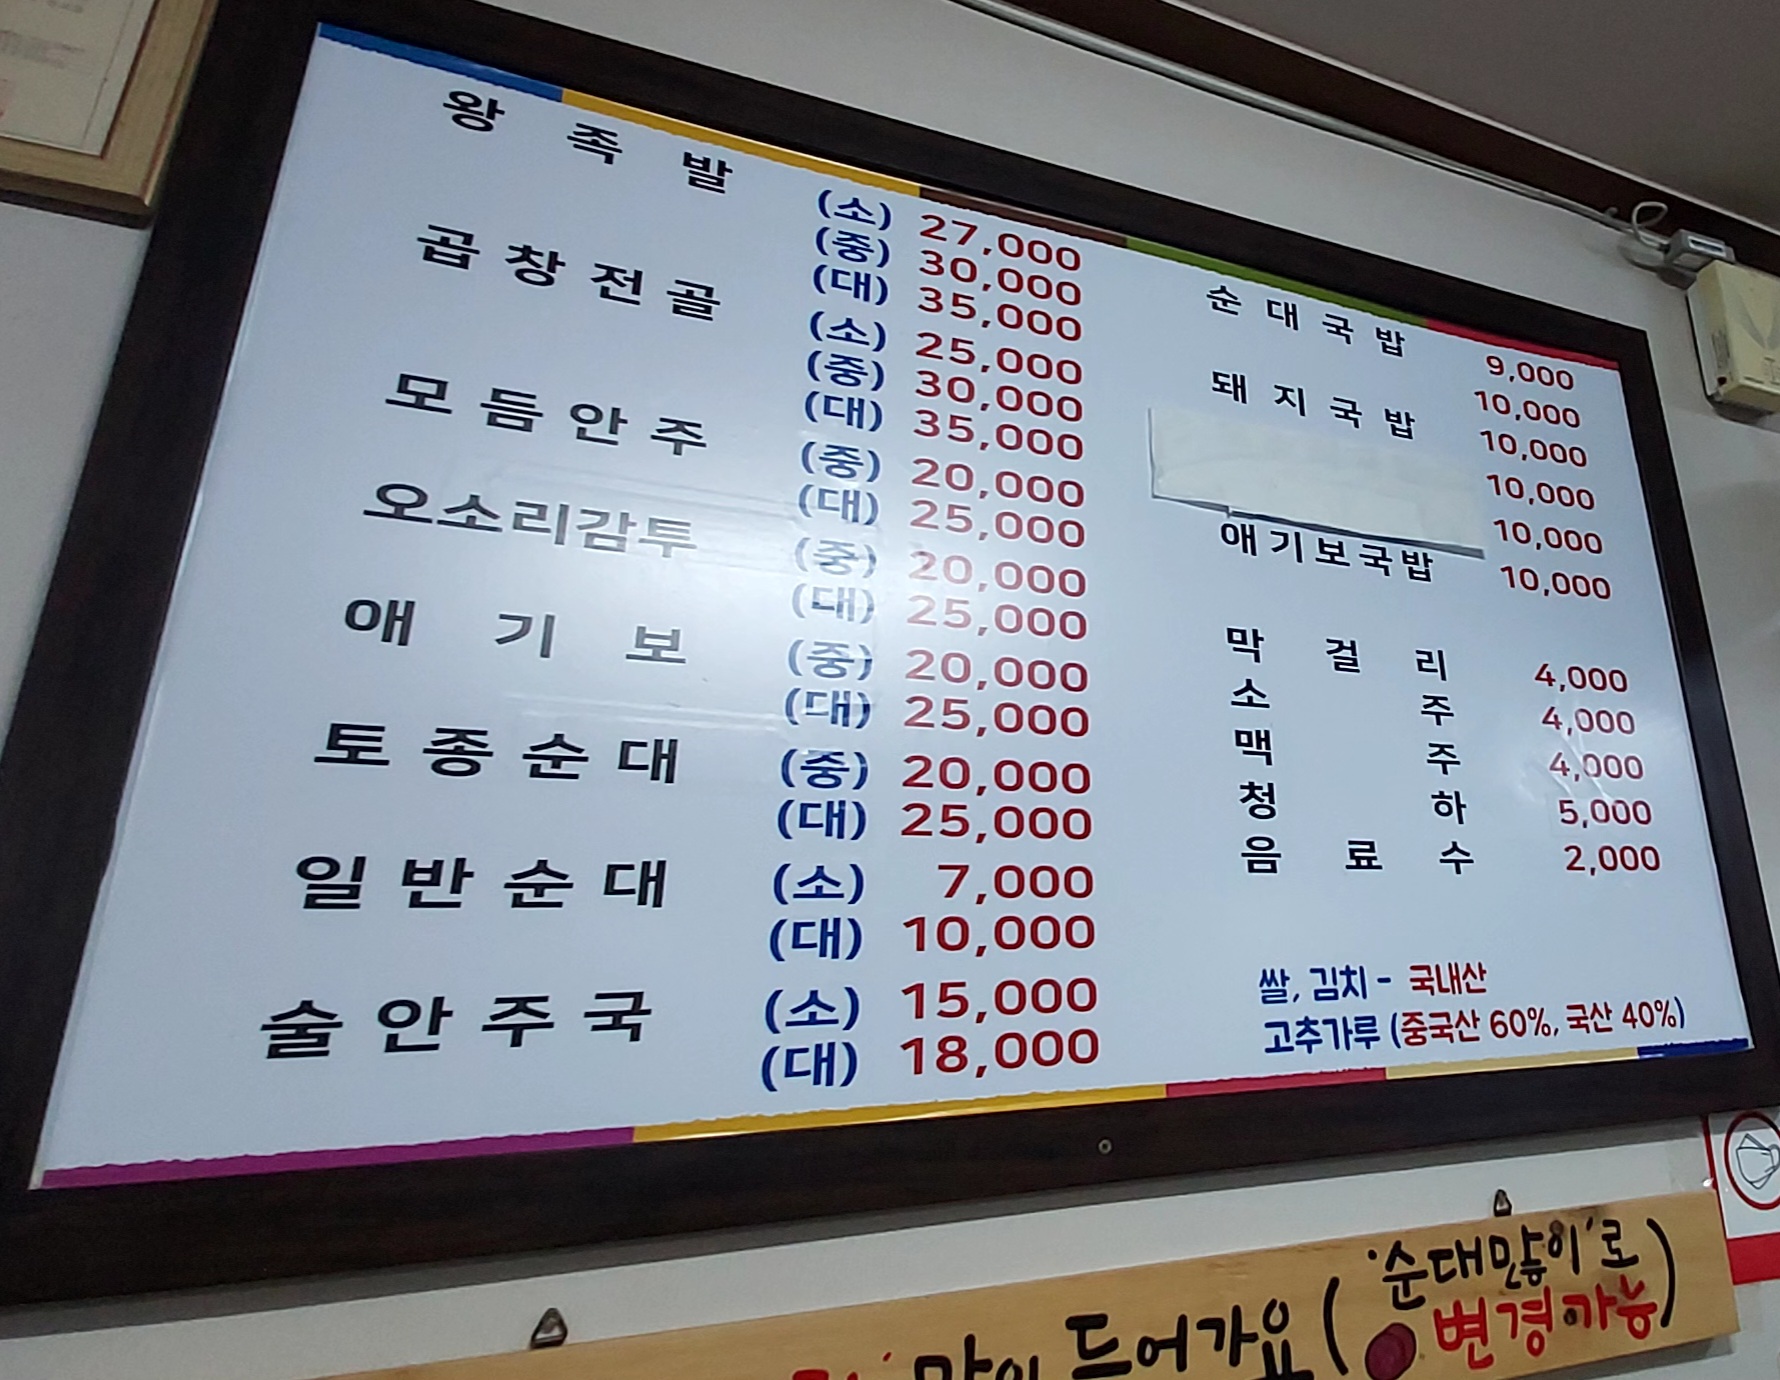 왕족발 (소) 27,000
(중) 30,000
(대) 35,000
곱창전골 (소) 25,000
(중) 30,000
(대) 35,000
모듬안주 (중) 20,000
(대) 25,000
오소리감투 (중) 20,000
(대) 25,000
애기보 (중) 20,000
(대) 25,000
토종순대 (중) 20,000
(대) 25,000
일반순대 (소) 7,000
(대) 10,000
술안주국 (소) 15,000
(대) 18,000
순대국밥 9,000
10,000
돼지국밥 10,000
10,000
10,000
애기보국밥 10,000
막걸리 4,000
소주 4,000
맥주 4,000
청하 5,000
음료수 2,000
쌀, 김치 - 국내산
고추가루 (중국산 60%, 국산 40%)
드어가요 ('순대많이'로
변경가능)